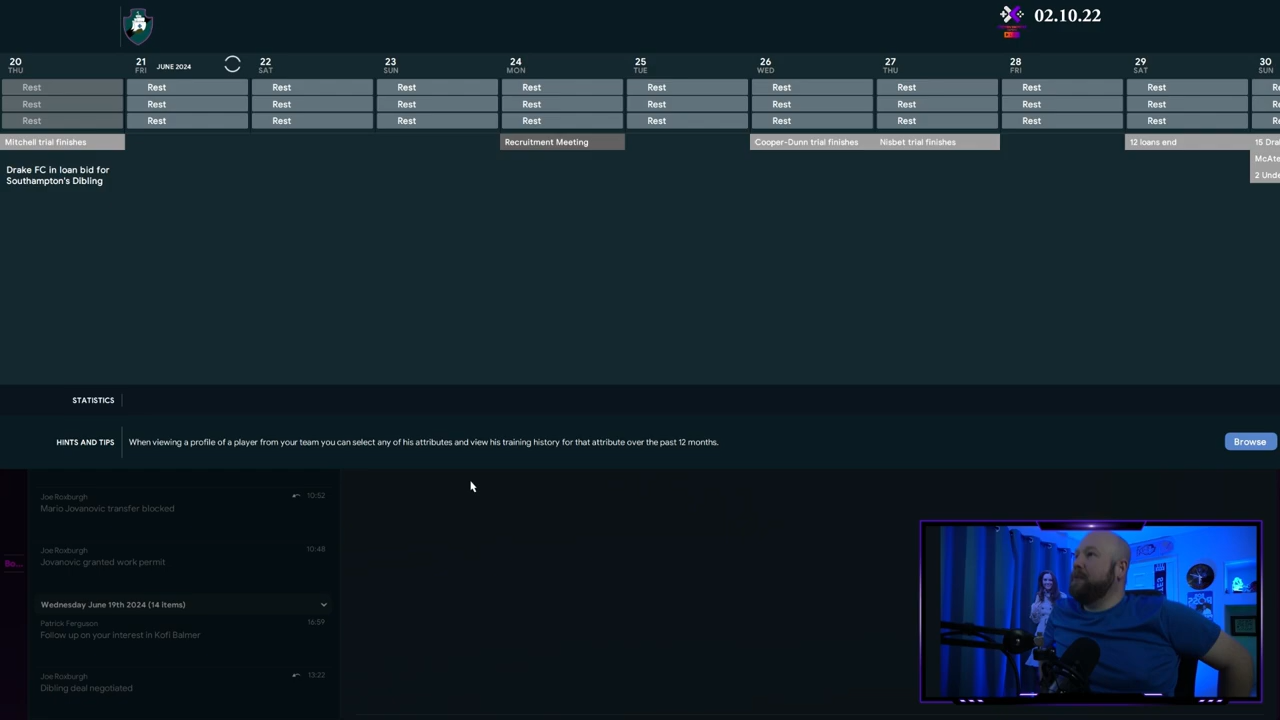 02.10.22
20
THU
21
FRI
JUNE 2024
22
SAT
23
SUN
24
MON
25
TUE
26
WED
27
THU
28
FRI
29
SAT
30
SUN
Rest Rest Rest Rest Rest Rest Rest Rest Rest Rest
Rest Rest Rest Rest Rest Rest Rest Rest Rest Rest
Rest Rest Rest Rest Rest Rest Rest Rest Rest Rest
Mitchell trial finishes Recruitment Meeting Cooper-Dunn trial finishes Nisbet trial finishes 12 loans end 15
McAte
2 Unde
Drake FC in loan bid for
Southampton's Dibling
STATISTICS
HINTS AND TIPS When viewing a profile of a player from your team you can select any of his attributes and view his training history for that attribute over the past 12 months. Browse
Joe Roxburgh 10:52
Mario Jovanovic transfer blocked
Joe Roxburgh 10:48
Jovanovic granted work permit
Bo...
Wednesday June 19th 2024 (14 items)
Patrick Ferguson 16:59
Follow up on your interest in Kofi Balmer
Joe Roxburgh 13:22
Dibling deal negotiated